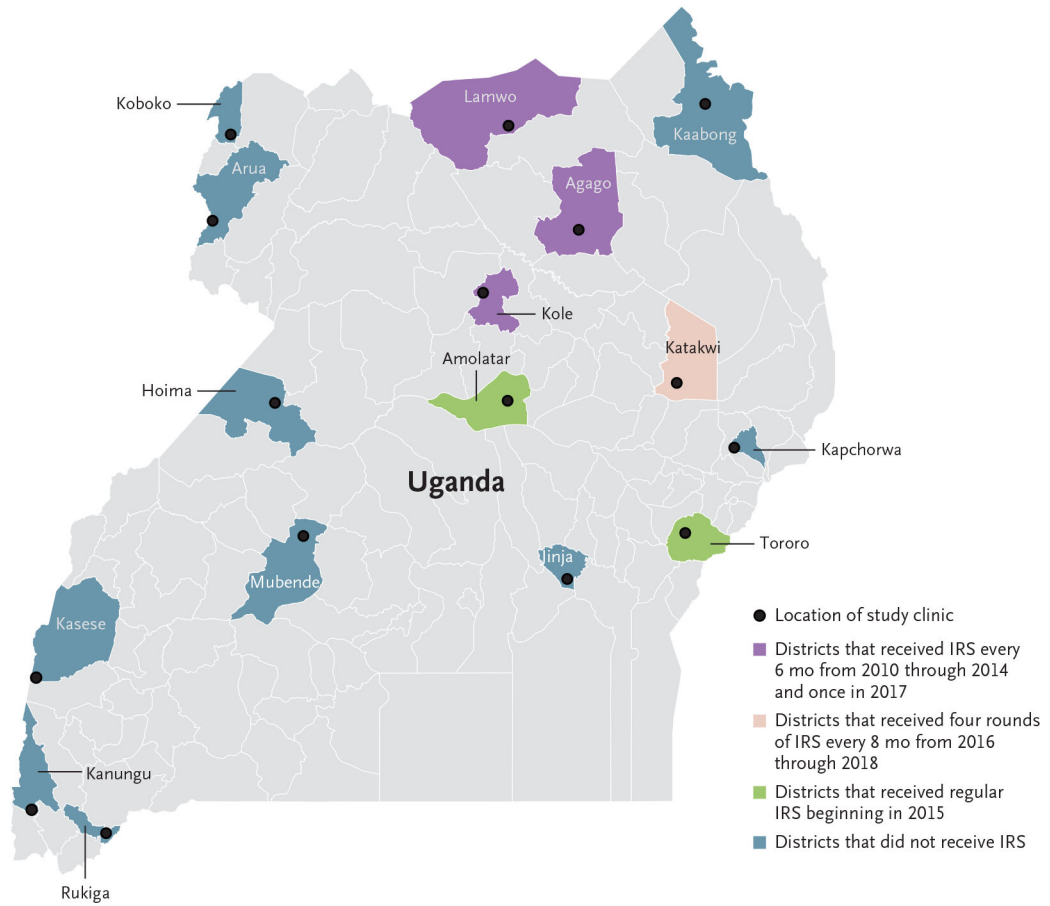 Koboko
Lamwo
Kaabong
Arua
Agago
Kole
Katakwi
Amolatar
Hoima
Kapchorwa
Uganda
Tororo
Jinja
Mubende
Kasese
Kanungu
Rukiga
Location of study clinic
Districts that received IRS every
6 mo from 2010 through 2014
and once in 2017
Districts that received four rounds
of IRS every 8 mo from 2016
through 2018
Districts that received regular
IRS beginning in 2015
Districts that did not receive IRS